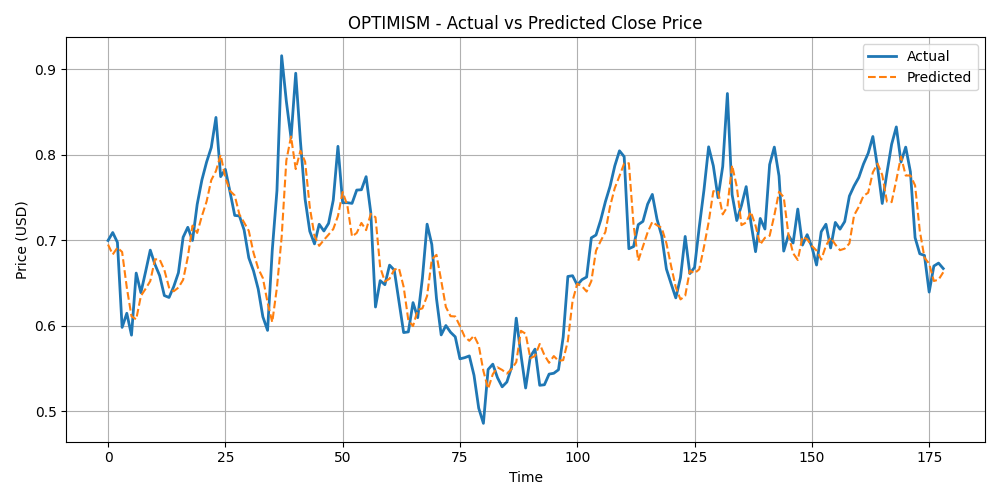 OPTIMISM - Actual vs Predicted Close Price
Actual
Predicted
Price (USD)
0.9
0.8
0.7
0.6
0.5
0 25 50 75 100 125 150 175
Time